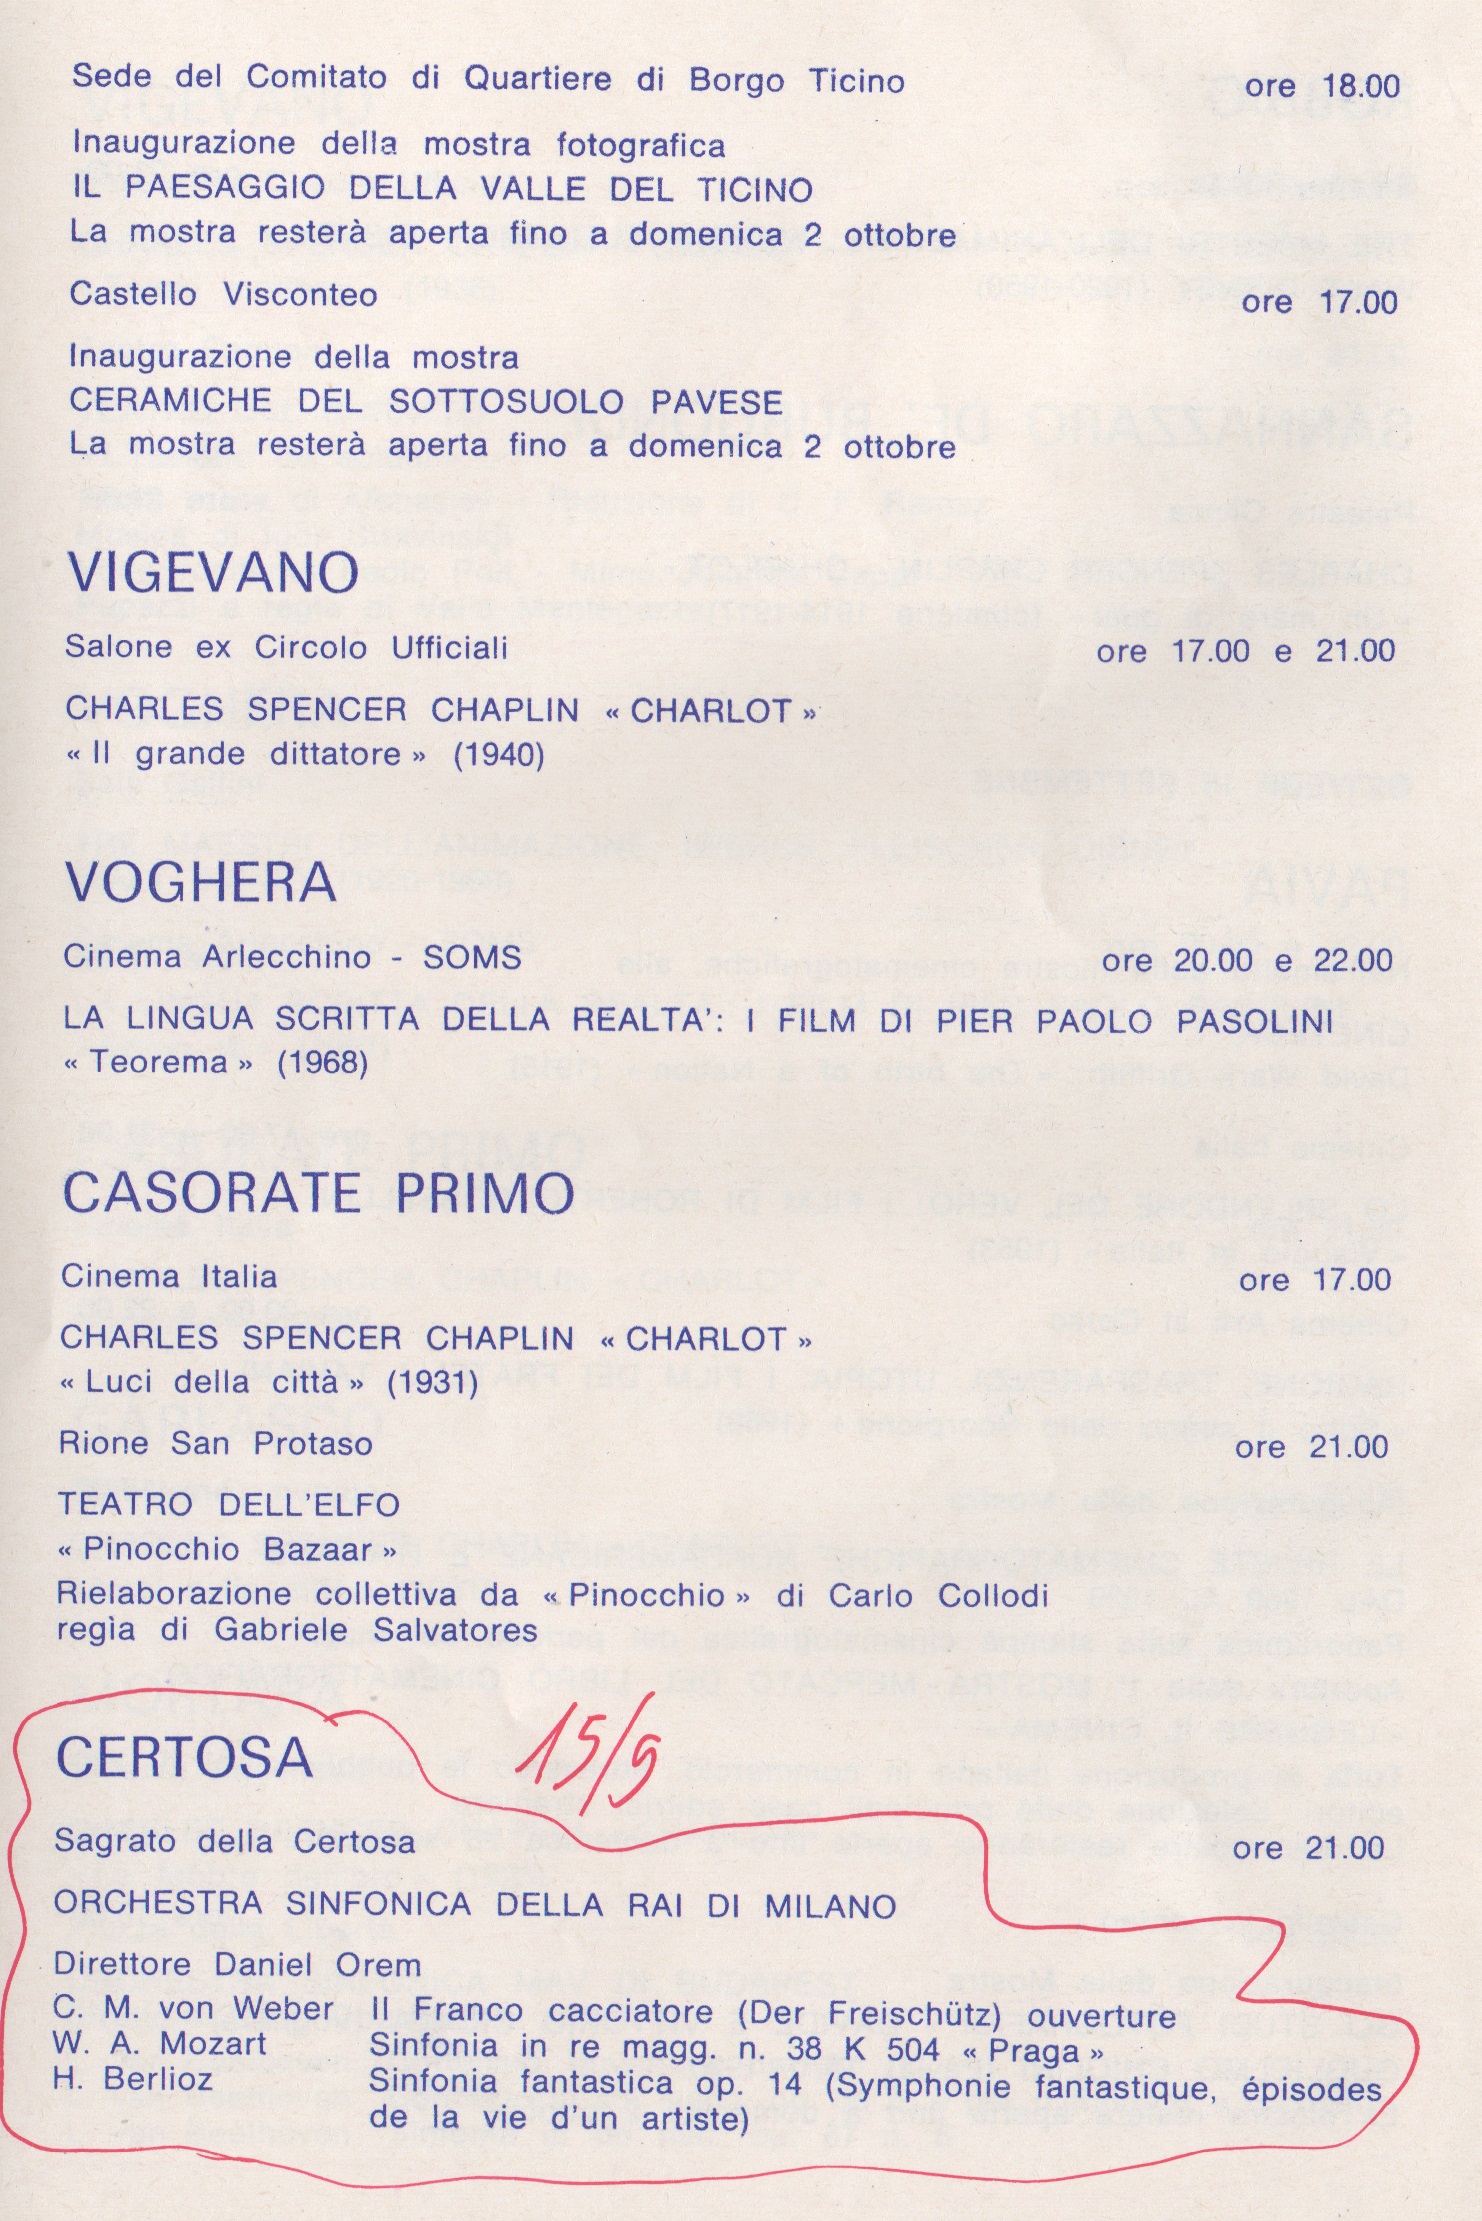 Sede del Comitato di Quartiere di Borgo Ticino ore 18.00
Inaugurazione della mostra fotografica
IL PAESAGGIO DELLA VALLE DEL TICINO
La mostra resterà aperta fino a domenica 2 ottobre
Castello Visconteo ore 17.00
Inaugurazione della mostra
CERAMICHE DEL SOTTOSUOLO PAVESE
La mostra resterà aperta fino a domenica 2 ottobre
VIGEVANO
Salone ex Circolo Ufficiali ore 17.00 e 21.00
CHARLES SPENCER CHAPLIN « CHARLOT »
« Il grande dittatore » (1940)
VOGHERA
Cinema Arlecchino - SOMS ore 20.00 e 22.00
LA LINGUA SCRITTA DELLA REALTA': I FILM DI PIER PAOLO PASOLINI
« Teorema » (1968)
CASORATE PRIMO
Cinema Italia ore 17.00
CHARLES SPENCER CHAPLIN « CHARLOT »
« Luci della città » (1931)
Rione San Protaso ore 21.00
TEATRO DELL'ELFO
« Pinocchio Bazaar »
Rielaborazione collettiva da « Pinocchio » di Carlo Collodi
regìa di Gabriele Salvatores
15/9
CERTOSA
Sagrato della Certosa ore 21.00
ORCHESTRA SINFONICA DELLA RAI DI MILANO
Direttore Daniel Orem
C. M. von Weber Il Franco cacciatore (Der Freischütz) ouverture
W. A. Mozart Sinfonia in re magg. n. 38 K 504 « Praga »
H. Berlioz Sinfonia fantastica op. 14 (Symphonie fantastique, épisodes
de la vie d'un artiste)